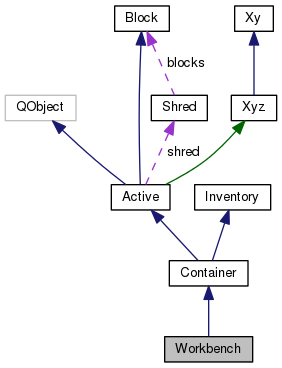 Block
Xy
blocks
QObject
Shred
Xyz
shred
Active
Inventory
Container
Workbench